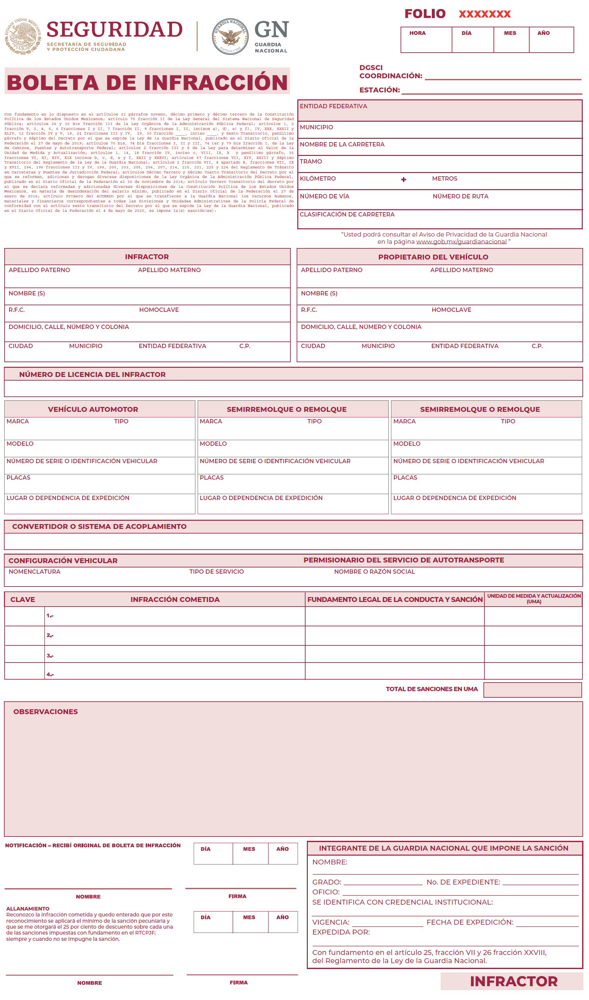 FOLIO XXXXXXX
ESTADOS UNIDOS MEXICANOS
SEGURIDAD
SECRETARÍA DE SEGURIDAD
Y PROTECCIÓN CIUDADANA
GUARDIA NACIONAL
JUSTICIA Y PAZ
GN
GUARDIA
NACIONAL
HORA DÍA MES AÑO
BOLETA DE INFRACCIÓN
DGSCI
COORDINACIÓN:
ESTACIÓN:
Con fundamento en lo dispuesto en el artículos 21 párrafos noveno, décimo primero y décimo tercero de la Constitución
Política de los Estados Unidos Mexicanos; artículo 75 fracción II de la Ley General del Sistema Nacional de Seguridad
Pública; artículos 26 y 30 Bis fracción III de la Ley Orgánica de la Administración Pública Federal; artículos 1, 2
fracción V, 3, 4, 5, 6 fracciones I y II, 7 fracción II, 9 fracciones I, II, incisos a), d), e) y f), IV, XXX, XXXII y
XLIV, 12 fracción IV y V, 18, 21 fracciones III y IV, 29, 30 fracción ____, inciso ____, y Sexto Transitorio, penúltimo
párrafo y Séptimo del Decreto por el que se expide la Ley de la Guardia Nacional, publicado en el Diario Oficial de la
Federación el 27 de mayo de 2019; artículos 70 bis, 74 bis fracciones I, II y III, 74 ter y 79 bis fracción I, de la Ley
de Caminos, Puentes y Autotransporte Federal; artículos 2 fracción III y 5 de la Ley para determinar el Valor de la
Unidad de Medida y Actualización; artículos 1, 14, 18 fracción IV, inciso c, VIII, IX, X y penúltimo párrafo, 35
fracciones VI, XI, XIV, XIX incisos b, c, d, e y f, XXII y XXXVI; artículos 57 fracciones VII, XIV, XXIII y Séptimo
Transitorio del Reglamento de la Ley de la Guardia Nacional; artículos 2 fracción VII, 4 apartado B, fracciones VII, IX
y XVII, 194, 195 fracciones III y IV, 199, 200, 203, 205, 206, 207, 214, 215, 221, 225 y 226 del Reglamento de Tránsito
en Carreteras y Puentes de Jurisdicción Federal; artículos Décimo Tercero y Décimo Cuarto Transitorio del Decreto por el
que se reforman, adicionan y derogan diversas disposiciones de la Ley Orgánica de la Administración Pública Federal,
publicado en el Diario Oficial de la Federación el 30 de noviembre de 2018; artículo Tercero Transitorio del decreto por
el que se declara reformadas y adicionadas diversas disposiciones de la Constitución Política de los Estados Unidos
Mexicanos, en materia de desindexación del salario mínimo, publicado en el Diario Oficial de la Federación el 27 de
enero de 2016; artículo Primero del ACUERDO por el que se transfieren a la Guardia Nacional los recursos humanos,
materiales y financieros correspondientes a todas las Divisiones y Unidades Administrativas de la Policía Federal de
conformidad con el artículo sexto transitorio del Decreto por el que se expide la Ley de la Guardia Nacional, publicado
en el Diario Oficial de la Federación el 4 de mayo de 2020, se impone la(s) sanción(es):
ENTIDAD FEDERATIVA
MUNICIPIO
NOMBRE DE LA CARRETERA
TRAMO
KILÓMETRO + METROS
NÚMERO DE VÍA NÚMERO DE RUTA
CLASIFICACIÓN DE CARRETERA
“Usted podrá consultar el Aviso de Privacidad de la Guardia Nacional
en la página www.gob.mx/guardianacional ”
INFRACTOR
APELLIDO PATERNO APELLIDO MATERNO
NOMBRE (S)
R.F.C. HOMOCLAVE
DOMICILIO, CALLE, NÚMERO Y COLONIA
CIUDAD MUNICIPIO ENTIDAD FEDERATIVA C.P.
PROPIETARIO DEL VEHÍCULO
APELLIDO PATERNO APELLIDO MATERNO
NOMBRE (S)
R.F.C. HOMOCLAVE
DOMICILIO, CALLE, NÚMERO Y COLONIA
CIUDAD MUNICIPIO ENTIDAD FEDERATIVA C.P.
NÚMERO DE LICENCIA DEL INFRACTOR
VEHÍCULO AUTOMOTOR
MARCA TIPO
MODELO
NÚMERO DE SERIE O IDENTIFICACIÓN VEHICULAR
PLACAS
LUGAR O DEPENDENCIA DE EXPEDICIÓN
SEMIRREMOLQUE O REMOLQUE
MARCA TIPO
MODELO
NÚMERO DE SERIE O IDENTIFICACIÓN VEHICULAR
PLACAS
LUGAR O DEPENDENCIA DE EXPEDICIÓN
SEMIRREMOLQUE O REMOLQUE
MARCA TIPO
MODELO
NÚMERO DE SERIE O IDENTIFICACIÓN VEHICULAR
PLACAS
LUGAR O DEPENDENCIA DE EXPEDICIÓN
CONVERTIDOR O SISTEMA DE ACOPLAMIENTO
CONFIGURACIÓN VEHICULAR PERMISIONARIO DEL SERVICIO DE AUTOTRANSPORTE
NOMENCLATURA TIPO DE SERVICIO NOMBRE O RAZÓN SOCIAL
CLAVE INFRACCIÓN COMETIDA FUNDAMENTO LEGAL DE LA CONDUCTA Y SANCIÓN UNIDAD DE MEDIDA Y ACTUALIZACIÓN
(UMA)
1.-
2.-
3.-
4.-
TOTAL DE SANCIONES EN UMA
OBSERVACIONES
NOTIFICACIÓN – RECIBÍ ORIGINAL DE BOLETA DE INFRACCIÓN
DÍA MES AÑO
NOMBRE FIRMA
ALLANAMIENTO
Reconozco la infracción cometida y quedo enterado que por este
reconocimiento se aplicará el mínimo de la sanción pecuniaria y
que se me otorgará el 25 por ciento de descuento sobre cada una
de las sanciones impuestas con fundamento en el RTCPJF;
siempre y cuando no se impugne la sanción.
DÍA MES AÑO
NOMBRE FIRMA
INTEGRANTE DE LA GUARDIA NACIONAL QUE IMPONE LA SANCIÓN
NOMBRE:
GRADO: No. DE EXPEDIENTE:
OFICIO:
SE IDENTIFICA CON CREDENCIAL INSTITUCIONAL:
VIGENCIA: FECHA DE EXPEDICIÓN:
EXPEDIDA POR:
Con fundamento en el artículo 25, fracción VII y 26 fracción XXVIII,
del Reglamento de la Ley de la Guardia Nacional.
INFRACTOR